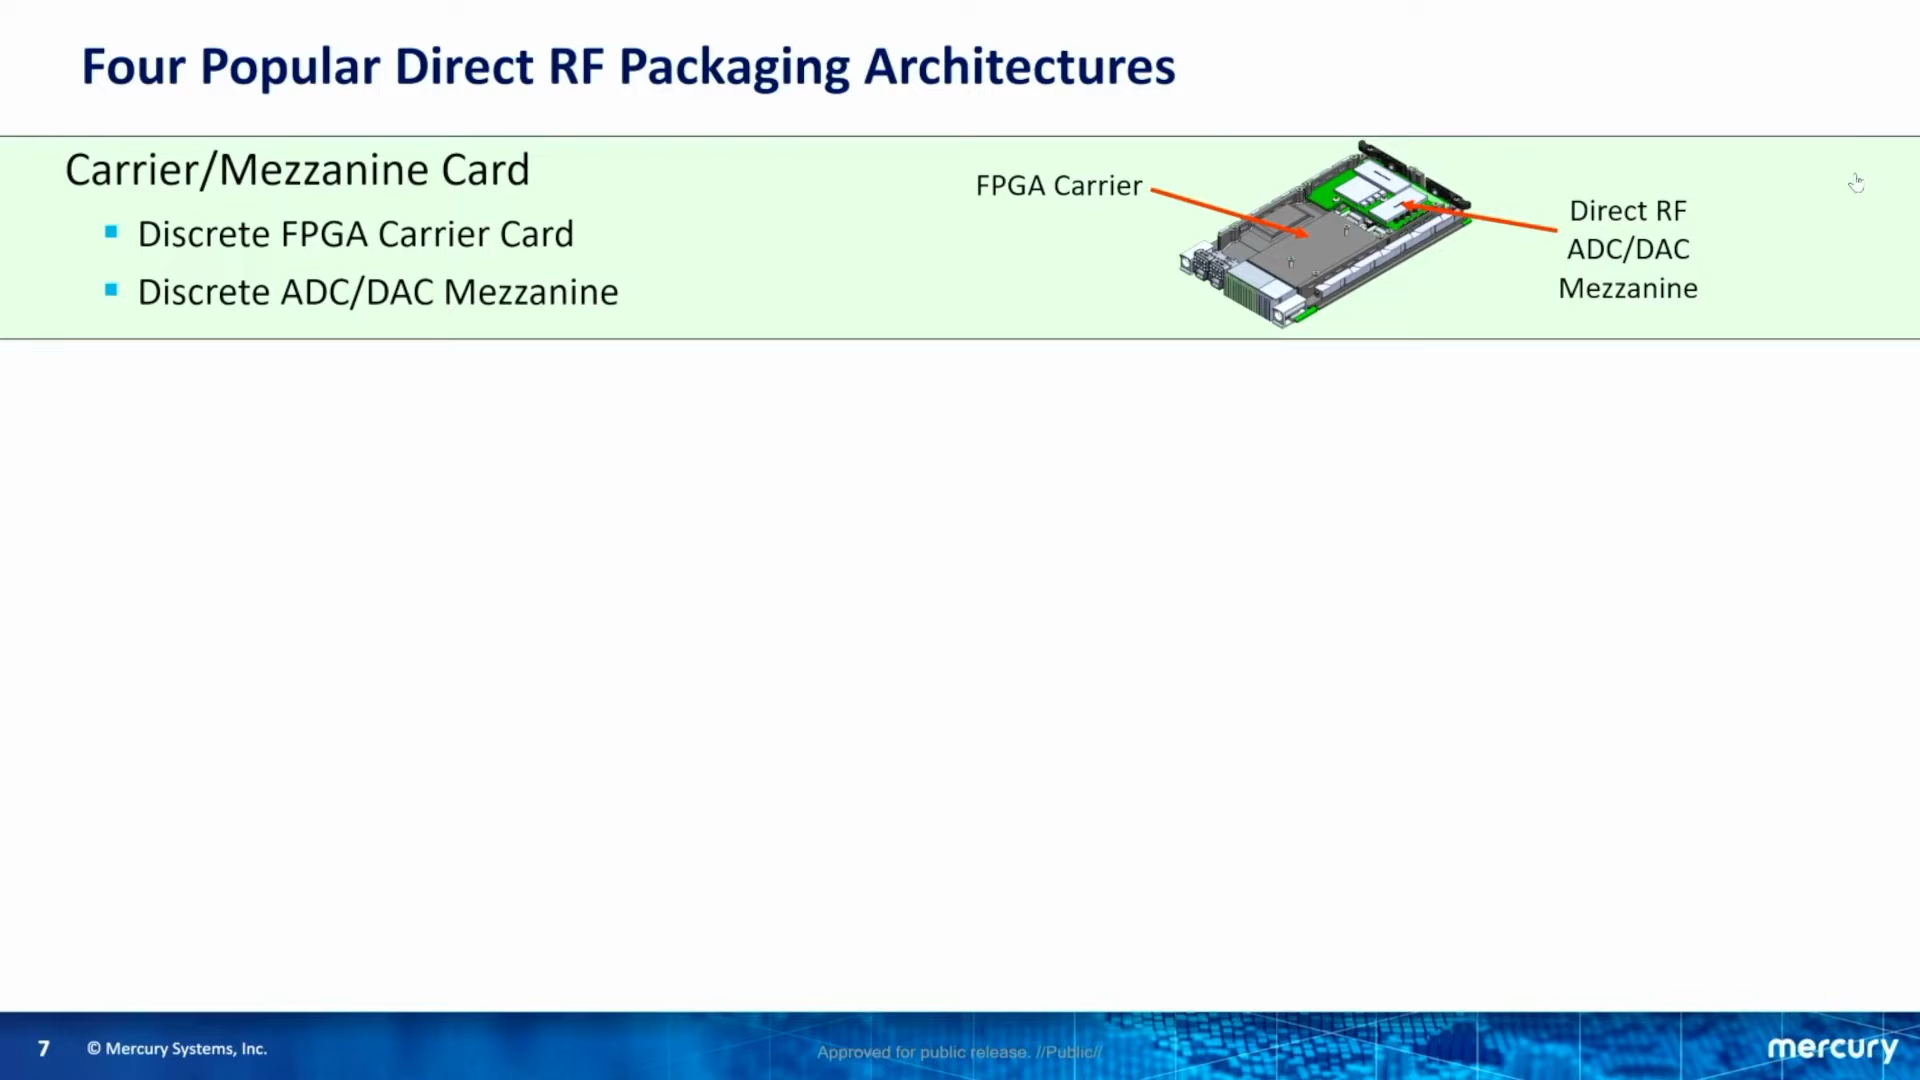 Four Popular Direct RF Packaging Architectures
Carrier/Mezzanine Card
Discrete FPGA Carrier Card
Discrete ADC/DAC Mezzanine
FPGA Carrier
Direct RF
ADC/DAC
Mezzanine
7
© Mercury Systems, Inc.
Approved for public release. //Public//
mercury